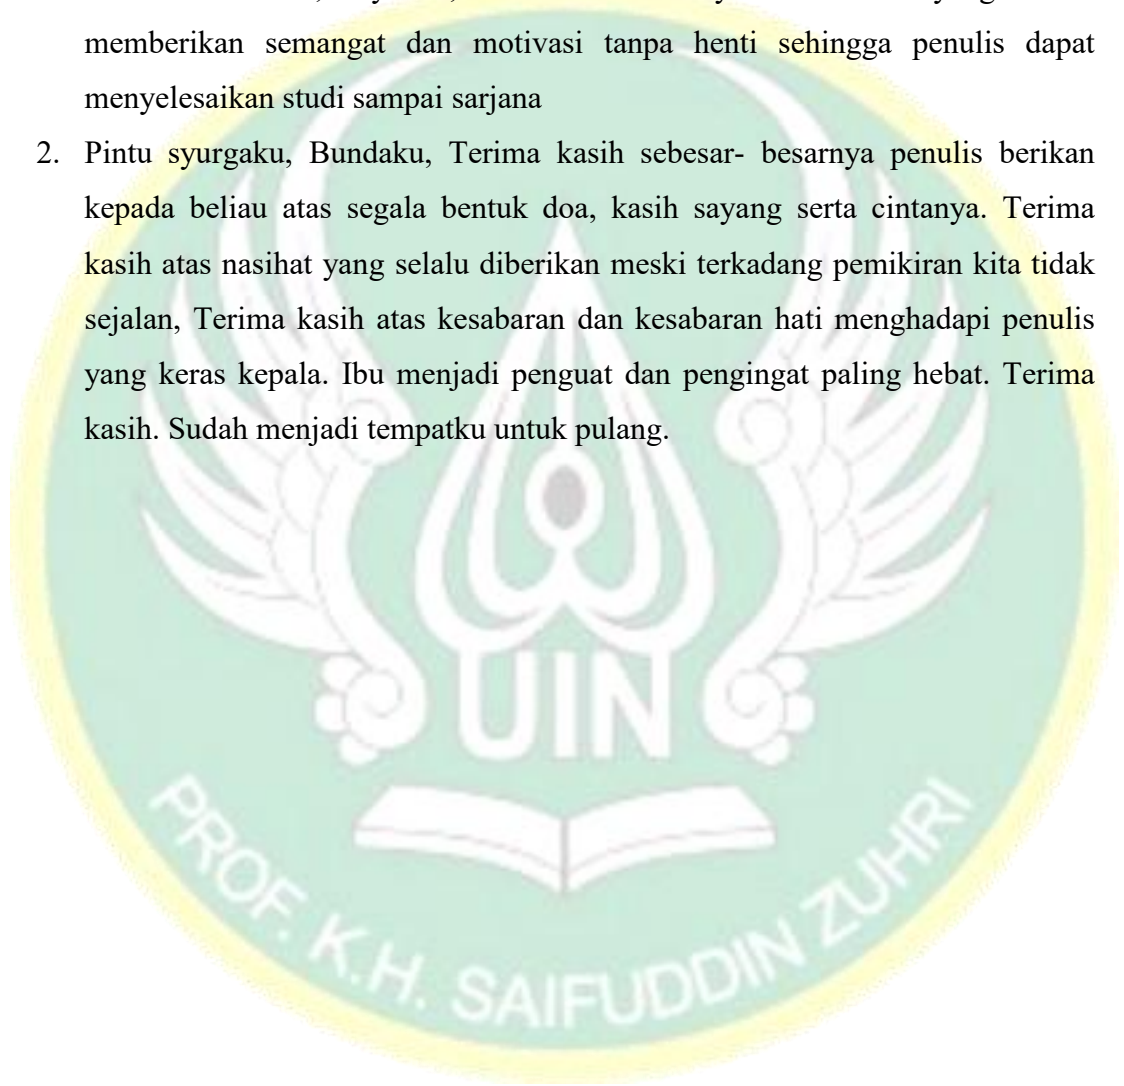 memberikan semangat dan motivasi tanpa henti sehingga penulis dapat
menyelesaikan studi sampai sarjana
2. Pintu syurgaku, Bundaku, Terima kasih sebesar- besarnya penulis berikan
kepada beliau atas segala bentuk doa, kasih sayang serta cintanya. Terima
kasih atas nasihat yang selalu diberikan meski terkadang pemikiran kita tidak
sejalan, Terima kasih atas kesabaran dan kesabaran hati menghadapi penulis
yang keras kepala. Ibu menjadi penguat dan pengingat paling hebat. Terima
kasih. Sudah menjadi tempatku untuk pulang.
UIN
PROF. K.H. SAIFUDDIN ZUHRI